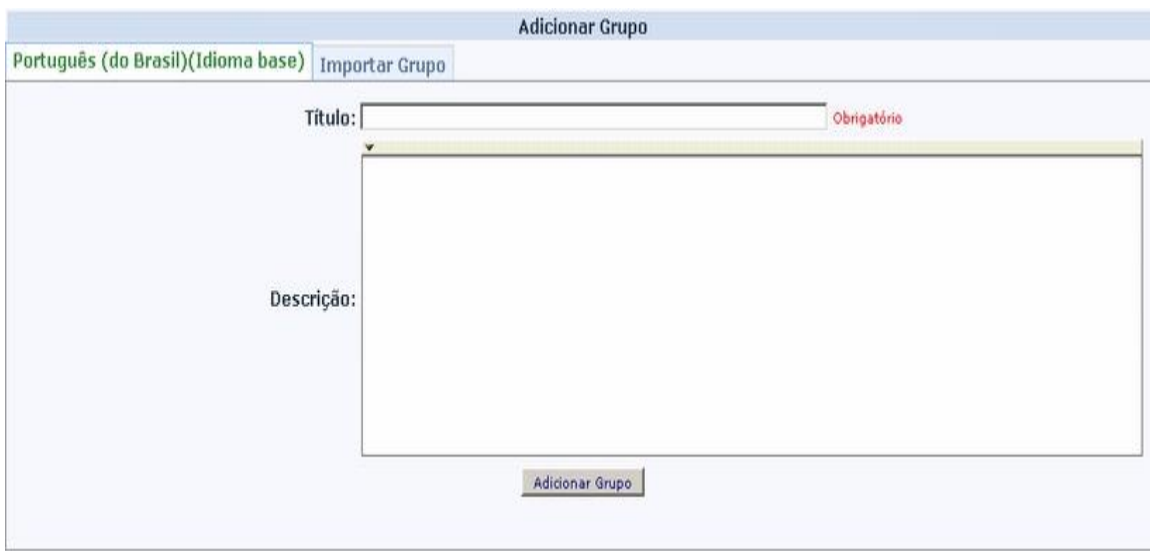 Adicionar Grupo
Português (do Brasil)(Idioma base) Importar Grupo
Título: Obrigatório
Descrição:
Adicionar Grupo